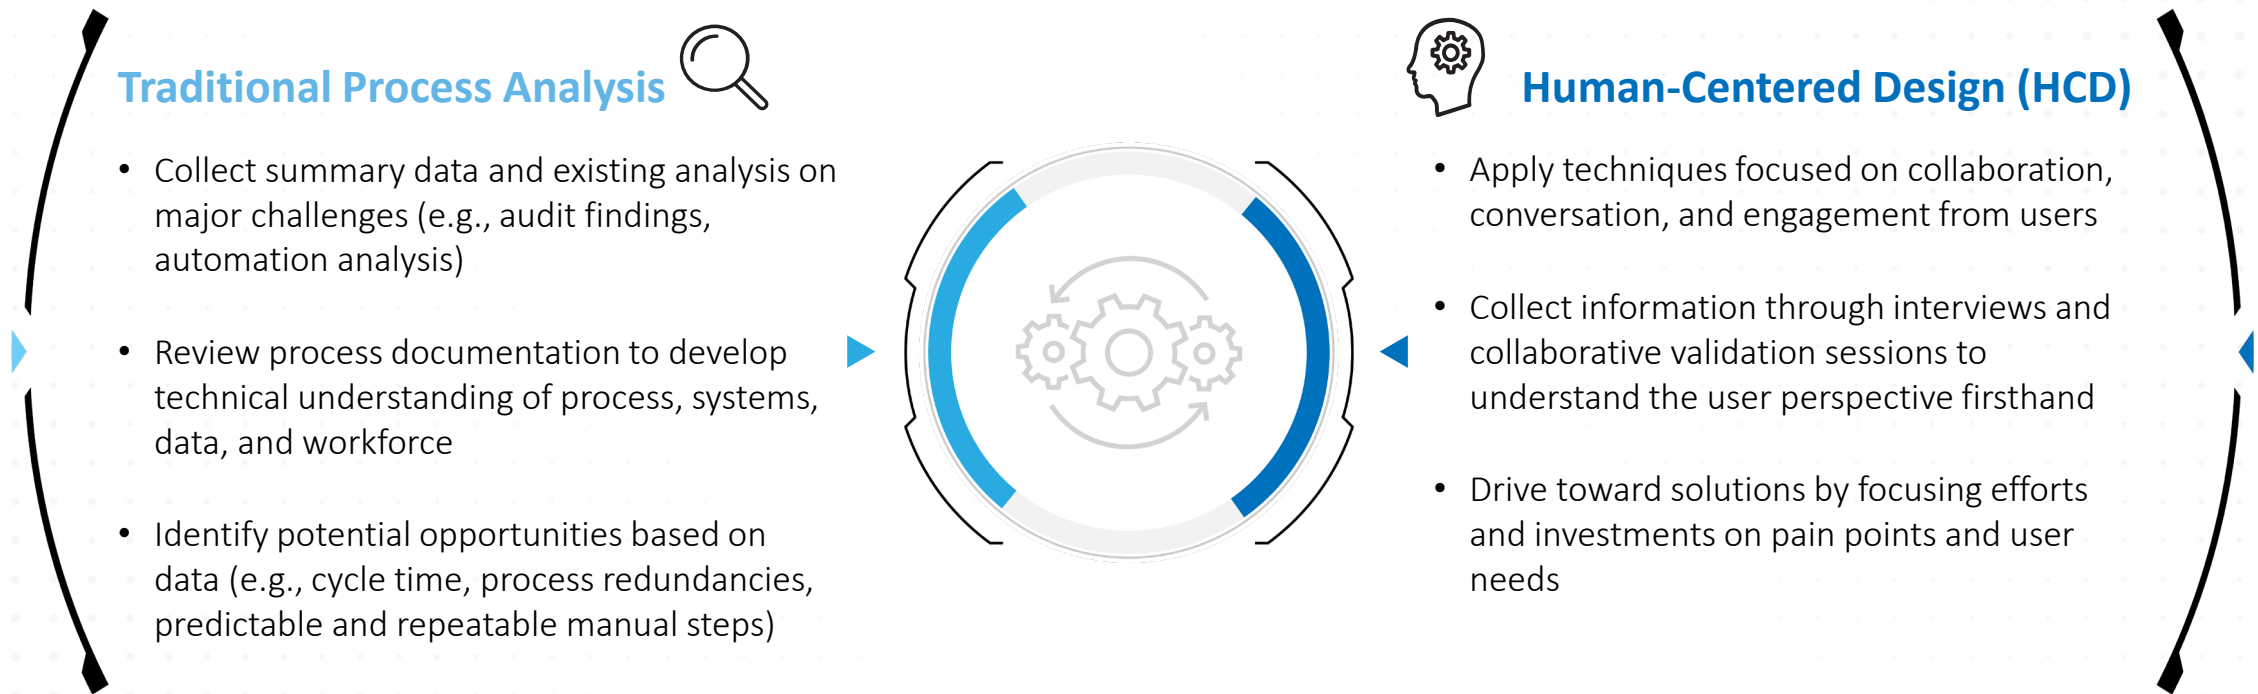 Traditional Process Analysis
• Collect summary data and existing analysis on
major challenges (e.g., audit findings,
automation analysis)
• Review process documentation to develop
technical understanding of process, systems,
data, and workforce
• Identify potential opportunities based on
data (e.g., cycle time, process redundancies,
predictable and repeatable manual steps)
Human-Centered Design (HCD)
• Apply techniques focused on collaboration,
conversation, and engagement from users
• Collect information through interviews and
collaborative validation sessions to
understand the user perspective firsthand
• Drive toward solutions by focusing efforts
and investments on pain points and user
needs